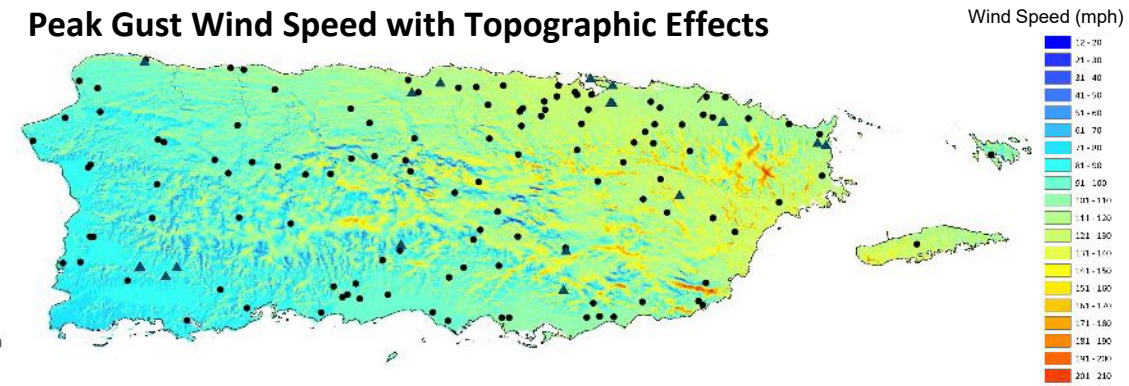 Peak Gust Wind Speed with Topographic Effects
Wind Speed (mph)
12 - 20
21 - 30
31 - 40
41 - 50
51 - 60
61 - 70
71 - 80
81 - 90
91 - 100
101 - 110
111 - 120
121 - 130
131 - 140
141 - 150
151 - 160
161 - 170
171 - 180
181 - 190
191 - 200
201 - 210